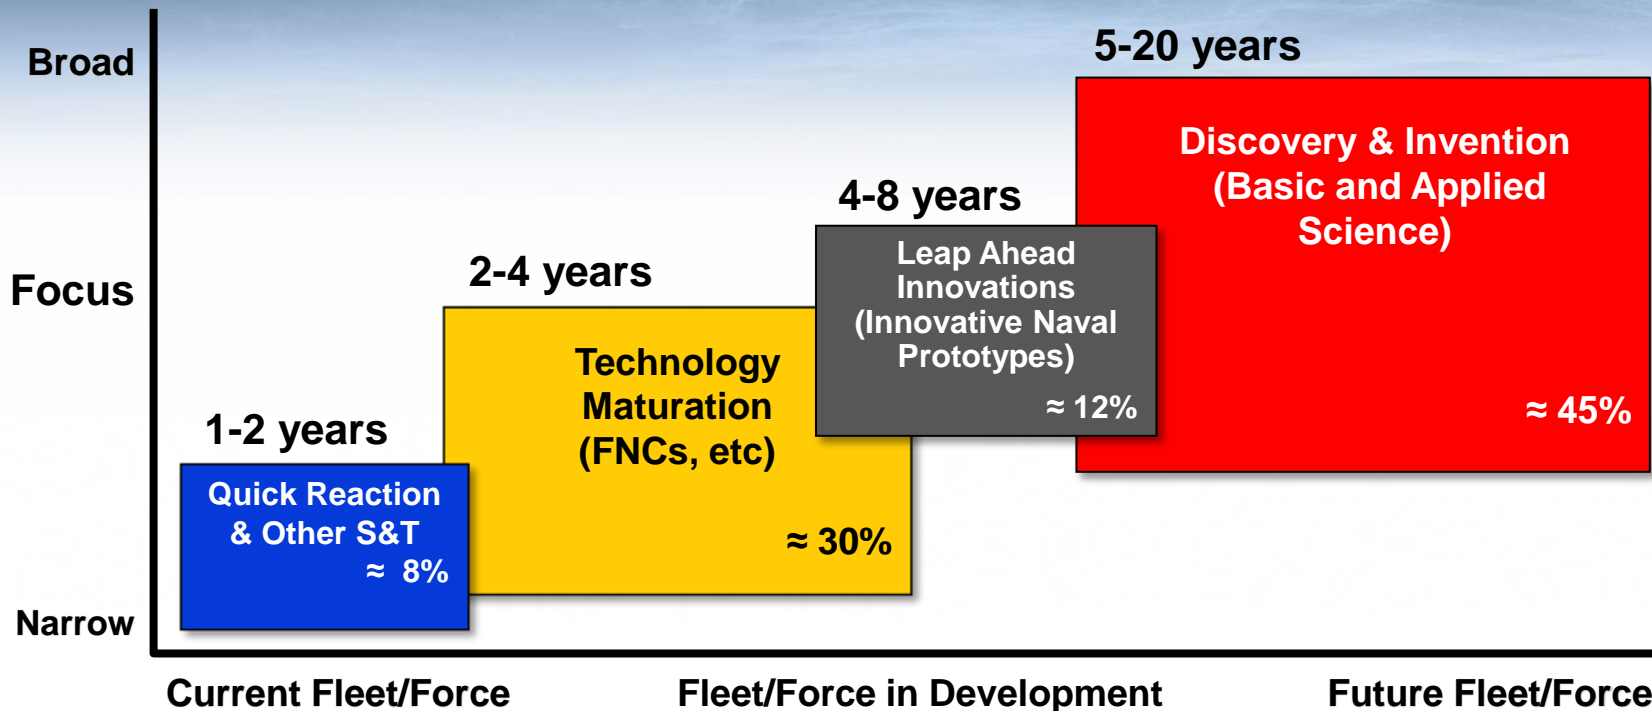 5-20 years
Broad
Discovery & Invention
(Basic and Applied
Science)
≈ 45%
4-8 years
Leap Ahead
Innovations
(Innovative Naval
Prototypes)
≈ 12%
2-4 years
Focus
Technology
Maturation
(FNCs, etc)
≈ 30%
1-2 years
Quick Reaction
& Other S&T
≈ 8%
Narrow
Current Fleet/Force
Fleet/Force in Development
Future Fleet/Force